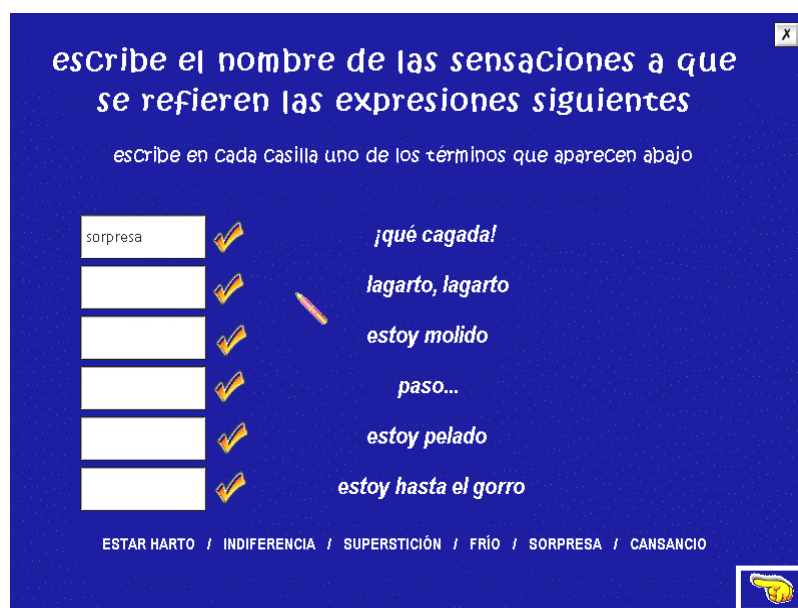 X
escribe el nombre de las sensaciones a que
se refieren las expresiones siguientes
escribe en cada casilla uno de los términos que aparecen abajo
sorpresa ¡qué cagada!
lagarto, lagarto
estoy molido
paso...
estoy pelado
estoy hasta el gorro
ESTAR HARTO / INDIFERENCIA / SUPERSTICIÓN / FRÍO / SORPRESA / CANSANCIO